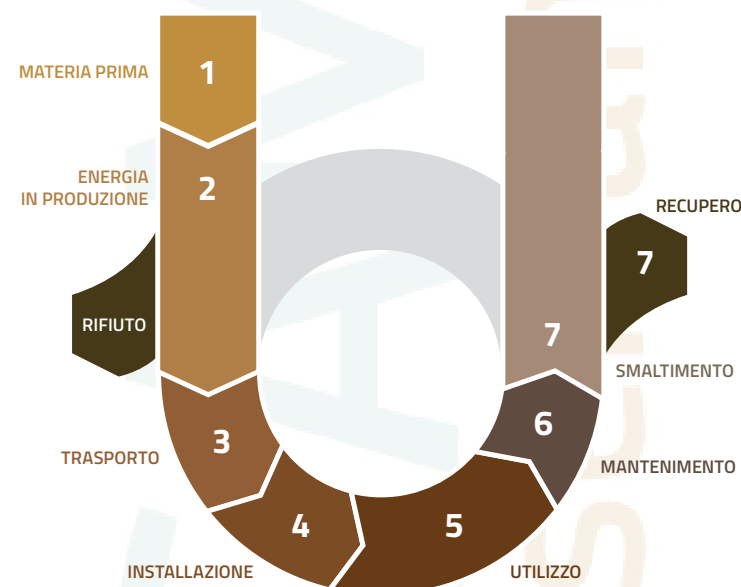 MATERIA PRIMA
1
ENERGIA
IN PRODUZIONE
2
RIFIUTO
TRASPORTO
3
INSTALLAZIONE
4
5
UTILIZZO
6
MANTENIMENTO
7
SMALTIMENTO
7
RECUPERO